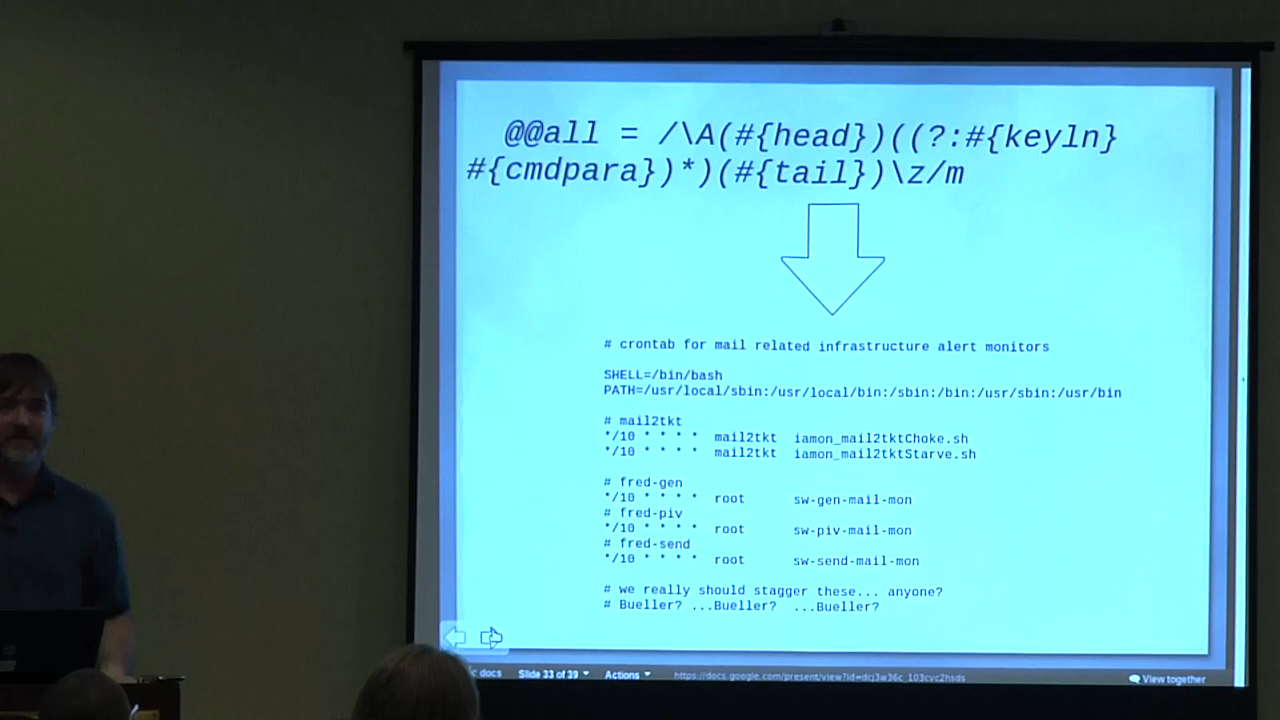 @@all = /\A(#{head})((?:#{keyln}
#{cmdpara})*)(#{tail})\z/m
# crontab for mail related infrastructure alert monitors
SHELL=/bin/bash
PATH=/usr/local/sbin:/usr/local/bin:/sbin:/bin:/usr/sbin:/usr/bin
# mail2tkt
*/10 * * * *  mail2tkt  iamon_mail2tktChoke.sh
*/10 * * * *  mail2tkt  iamon_mail2tktStarve.sh
# fred-gen
*/10 * * * *  root      sw-gen-mail-mon
# fred-piv
*/10 * * * *  root      sw-piv-mail-mon
# fred-send
*/10 * * * *  root      sw-send-mail-mon
# we really should stagger these... anyone?
# Bueller? ...Bueller?  ...Bueller?
docs Slide 33 of 39 Actions View together